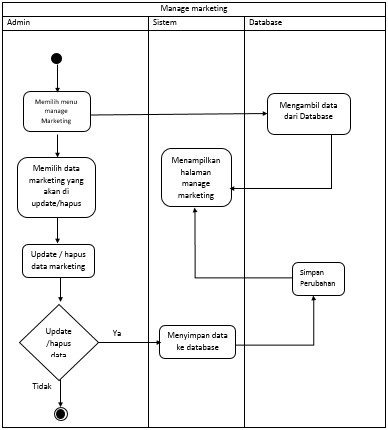 Manage marketing
Admin
Sistem
Database
Memilih menu
manage
Marketing
Mengambil data
dari Database
Memilih data
marketing yang
akan di
update/hapus
Menampilkan
halaman
manage
marketing
Update / hapus
data marketing
Simpan
Perubahan
Update
/hapus
data
Ya
Menyimpan data
ke database
Tidak